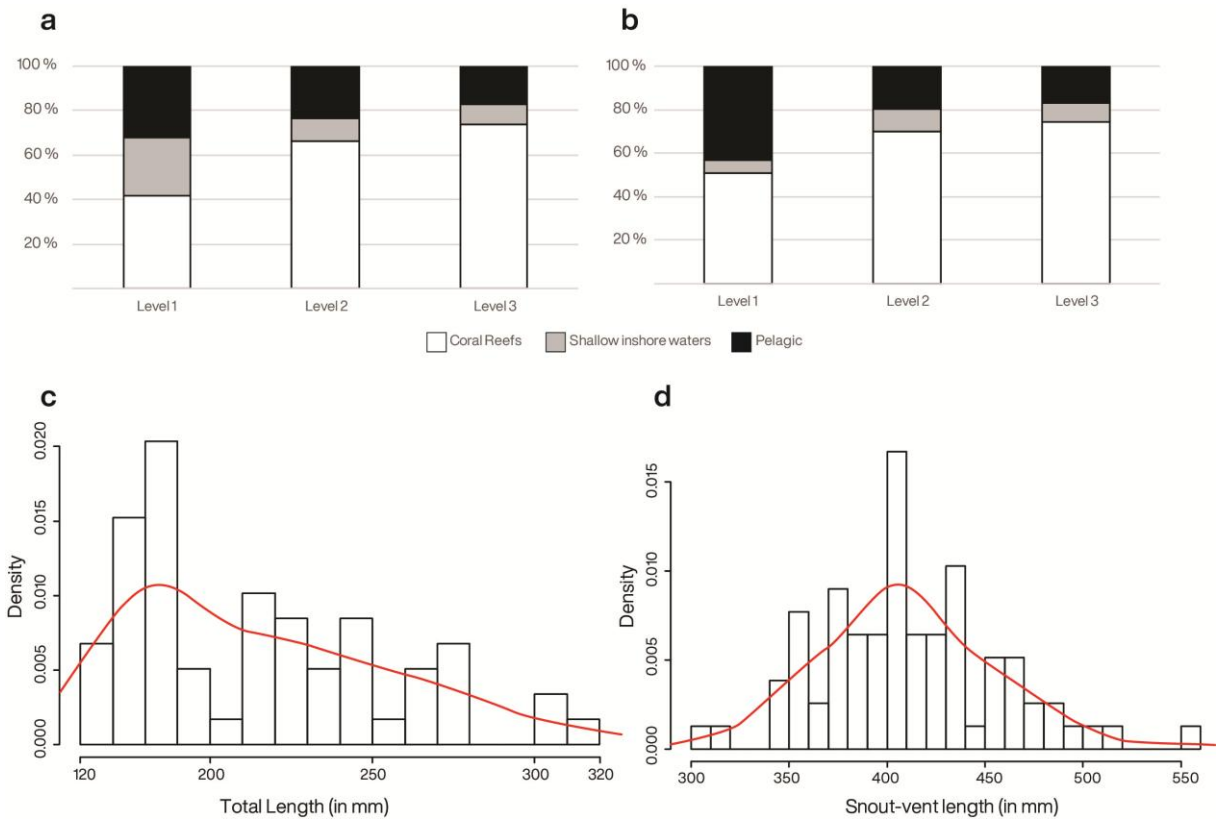 a
100 %
80 %
60 %
40 %
20 %
Level 1
Level 2
Level 3
b
100 %
80 %
60 %
40 %
20 %
Level 1
Level 2
Level 3
Coral Reefs
Shallow inshore waters
Pelagic
c
Density
0.020
0.015
0.010
0.005
0.000
120
200
250
300
320
Total Length (in mm)
d
Density
0.015
0.010
0.005
0.000
300
350
400
450
500
550
Snout-vent length (in mm)